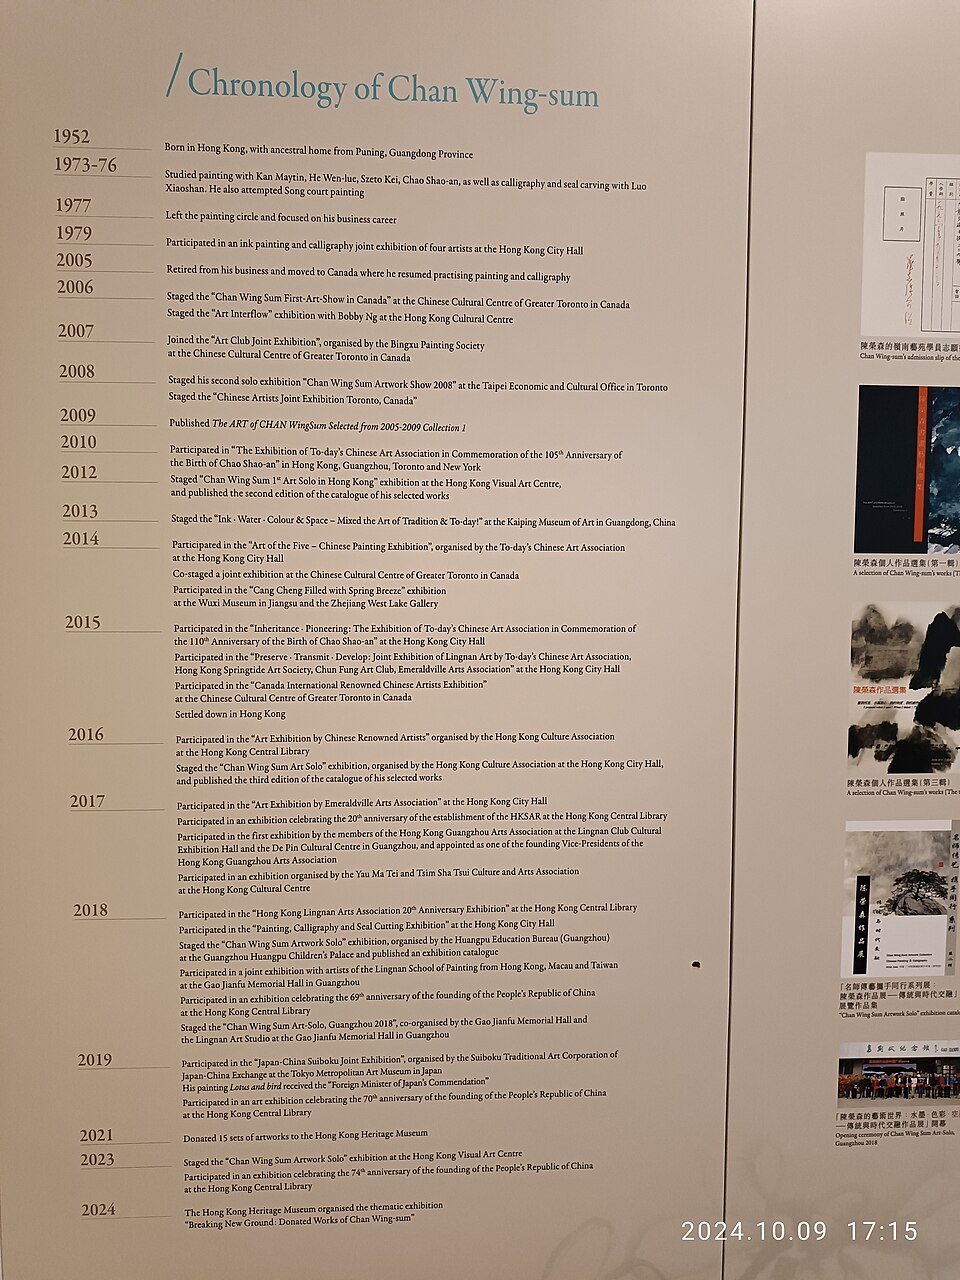 / Chronology of Chan Wing-sum
1952
Born in Hong Kong, with ancestral home from Puning, Guangdong Province
1973-76
Studied painting with Kan Maytin, He Wen-lue, Szeto Kei, Chao Shao-an, as well as calligraphy and seal carving with Luo
Xiaoshan. He also attempted Song court painting
1977
Left the painting circle and focused on his business career
1979
Participated in an ink painting and calligraphy joint exhibition of four artists at the Hong Kong City Hall
2005
Retired from his business and moved to Canada where he resumed practising painting and calligraphy
2006
Staged the “Chan Wing Sum First-Art-Show in Canada” at the Chinese Cultural Centre of Greater Toronto in Canada
Staged the “Art Interflow” exhibition with Bobby Ng at the Hong Kong Cultural Centre
2007
Joined the “Art Club Joint Exhibition”, organised by the Bingxu Painting Society
at the Chinese Cultural Centre of Greater Toronto in Canada
2008
Staged his second solo exhibition “Chan Wing Sum Artwork Show 2008” at the Taipei Economic and Cultural Office in Toronto
Staged the “Chinese Artists Joint Exhibition Toronto, Canada”
2009
Published The ART of CHAN WingSum Selected from 2005-2009 Collection 1
2010
Participated in “The Exhibition of To-day’s Chinese Art Association in Commemoration of the 105th Anniversary of
the Birth of Chao Shao-an” in Hong Kong, Guangzhou, Toronto and New York
2012
Staged “Chan Wing Sum 1st Art Solo in Hong Kong” exhibition at the Hong Kong Visual Art Centre,
and published the second edition of the catalogue of his selected works
2013
Staged the “Ink · Water · Colour & Space – Mixed the Art of Tradition & To-day!” at the Kaiping Museum of Art in Guangdong, China
2014
Participated in the “Art of the Five – Chinese Painting Exhibition”, organised by the To-day’s Chinese Art Association
at the Hong Kong City Hall
Co-staged a joint exhibition at the Chinese Cultural Centre of Greater Toronto in Canada
Participated in the “Cang Cheng Filled with Spring Breeze” exhibition
at the Wuxi Museum in Jiangsu and the Zhejiang West Lake Gallery
2015
Participated in the “Inheritance · Pioneering: The Exhibition of To-day’s Chinese Art Association in Commemoration of
the 110th Anniversary of the Birth of Chao Shao-an” at the Hong Kong City Hall
Participated in the “Preserve · Transmit · Develop: Joint Exhibition of Lingnan Art by To-day’s Chinese Art Association,
Hong Kong Springtide Art Society, Chun Fung Art Club, Emeraldville Arts Association” at the Hong Kong City Hall
Participated in the “Canada International Renowned Chinese Artists Exhibition”
at the Chinese Cultural Centre of Greater Toronto in Canada
Settled down in Hong Kong
2016
Participated in the “Art Exhibition by Chinese Renowned Artists” organised by the Hong Kong Culture Association
at the Hong Kong Central Library
Staged the “Chan Wing Sum Art Solo” exhibition, organised by the Hong Kong Culture Association at the Hong Kong City Hall,
and published the third edition of the catalogue of his selected works
2017
Participated in the “Art Exhibition by Emeraldville Arts Association” at the Hong Kong City Hall
Participated in an exhibition celebrating the 20th anniversary of the establishment of the HKSAR at the Hong Kong Central Library
Participated in the first exhibition by the members of the Hong Kong Guangzhou Arts Association at the Lingnan Club Cultural
Exhibition Hall and the De Pin Cultural Centre in Guangzhou, and appointed as one of the founding Vice-Presidents of the
Hong Kong Guangzhou Arts Association
Participated in an exhibition organised by the Yau Ma Tei and Tsim Sha Tsui Culture and Arts Association
at the Hong Kong Cultural Centre
2018
Participated in the “Hong Kong Lingnan Arts Association 20th Anniversary Exhibition” at the Hong Kong Central Library
Participated in the “Painting, Calligraphy and Seal Cutting Exhibition” at the Hong Kong City Hall
Staged the “Chan Wing Sum Artwork Solo” exhibition, organised by the Huangpu Education Bureau (Guangzhou)
at the Guangzhou Huangpu Children’s Palace and published an exhibition catalogue
Participated in a joint exhibition with artists of the Lingnan School of Painting from Hong Kong, Macau and Taiwan
at the Gao Jianfu Memorial Hall in Guangzhou
Participated in an exhibition celebrating the 69th anniversary of the founding of the People’s Republic of China
at the Hong Kong Central Library
Staged the “Chan Wing Sum Art-Solo, Guangzhou 2018”, co-organised by the Gao Jianfu Memorial Hall and
the Lingnan Art Studio at the Gao Jianfu Memorial Hall in Guangzhou
2019
Participated in the “Japan-China Suiboku Joint Exhibition”, organised by the Suiboku Traditional Art Corporation of
Japan-China Exchange at the Tokyo Metropolitan Art Museum in Japan
His painting Lotus and bird received the “Foreign Minister of Japan’s Commendation”
Participated in an art exhibition celebrating the 70th anniversary of the founding of the People’s Republic of China
at the Hong Kong Central Library
2021
Donated 15 sets of artworks to the Hong Kong Heritage Museum
2023
Staged the “Chan Wing Sum Artwork Solo” exhibition at the Hong Kong Visual Art Centre
Participated in an exhibition celebrating the 74th anniversary of the founding of the People’s Republic of China
at the Hong Kong Central Library
2024
The Hong Kong Heritage Museum organised the thematic exhibition
“Breaking New Ground: Donated Works of Chan Wing-sum”
陳榮森的嶺南藝苑學員志願
Chan Wing-sum's admission slip of the
陳榮森個人作品選集(第一輯)
A selection of Chan Wing-sum's works (The
陳榮森作品選集
陳榮森個人作品選集(第三輯)
A selection of Chan Wing-sum's works (The
陳榮森作品展
「名師傳藝攜手同行系列展：
陳榮森作品展──傳統與時代交融」
展覽作品集
“Chan Wing Sum Artwork Solo” exhibition
「陳榮森的藝術世界：水墨·色彩·空
──傳統與時代交融作品展」開幕
Opening ceremony of Chan Wing Sum Art-Solo,
Guangzhou 2018
2024.10.09 17:15